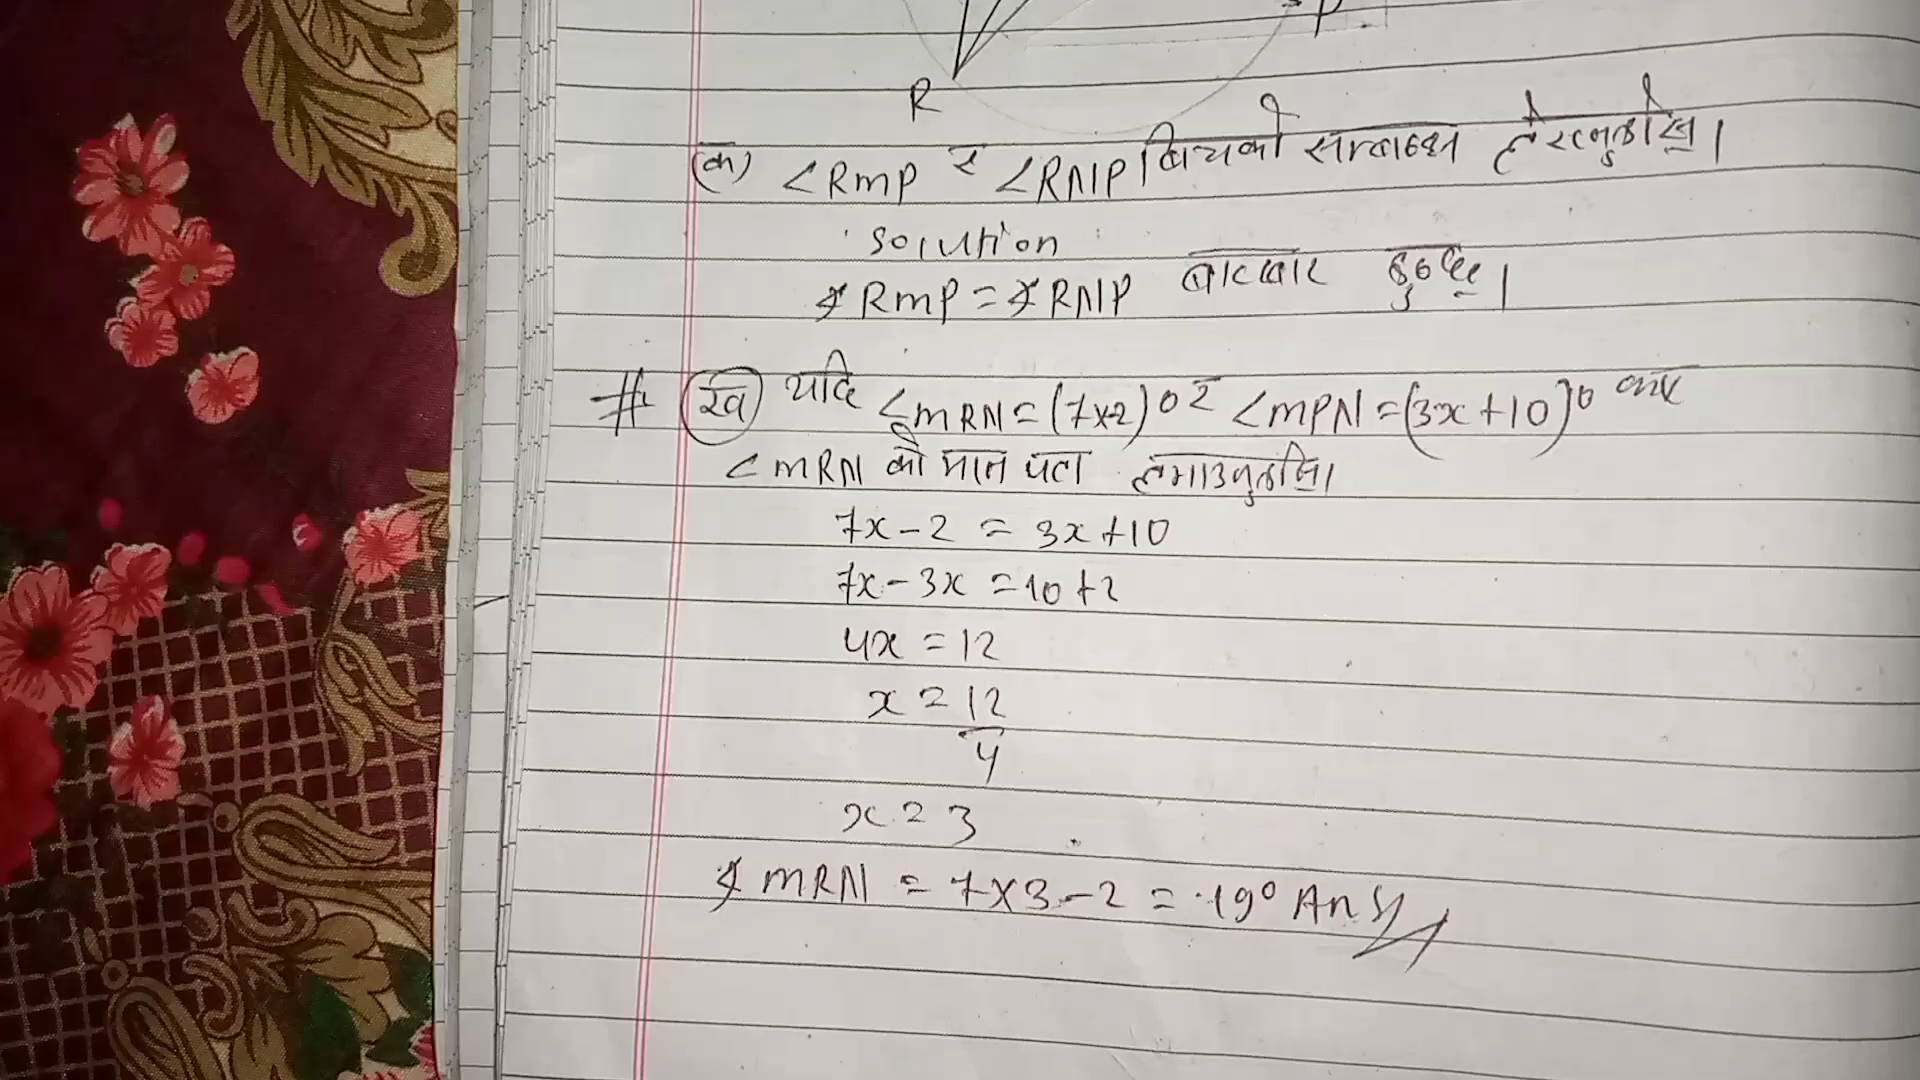 P
R
(क) <RMP र <RNP बिचको सम्बन्ध लेख्नुहोस् ।
solution
∡RMP = ∡RNP बराबर हुन्छ ।
# (ख) यदि <MRN = (7x-2)° र <MPN = (3x+10)° भए
<MRN को मान पत्ता लगाउनुहोस् ।
7x - 2 = 3x + 10
7x - 3x = 10 + 2
4x = 12
x = 12
4
x = 3
∡MRN = 7×3-2 = 19° Ans